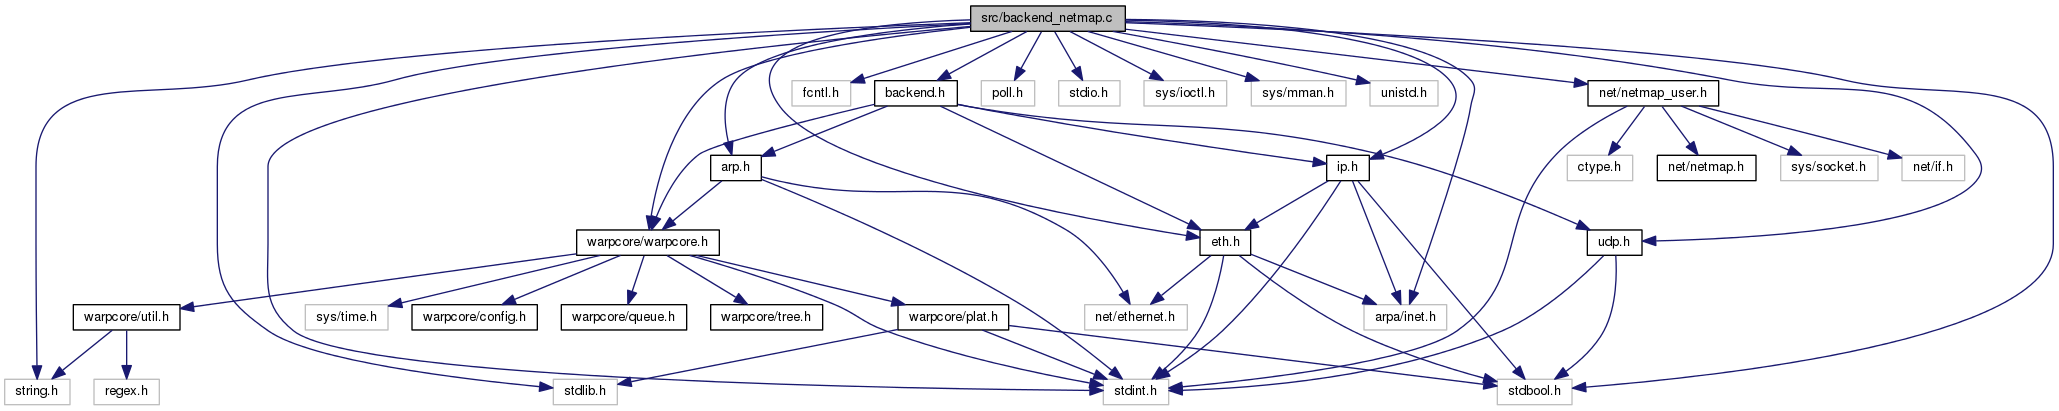 src/backend_netmap.c
fcntl.h
backend.h
poll.h
stdio.h
sys/ioctl.h
sys/mman.h
unistd.h
net/netmap_user.h
arp.h
ip.h
ctype.h
net/netmap.h
sys/socket.h
net/if.h
warpcore/warpcore.h
eth.h
udp.h
warpcore/util.h
sys/time.h
warpcore/config.h
warpcore/queue.h
warpcore/tree.h
warpcore/plat.h
net/ethernet.h
arpa/inet.h
string.h
regex.h
stdlib.h
stdint.h
stdbool.h